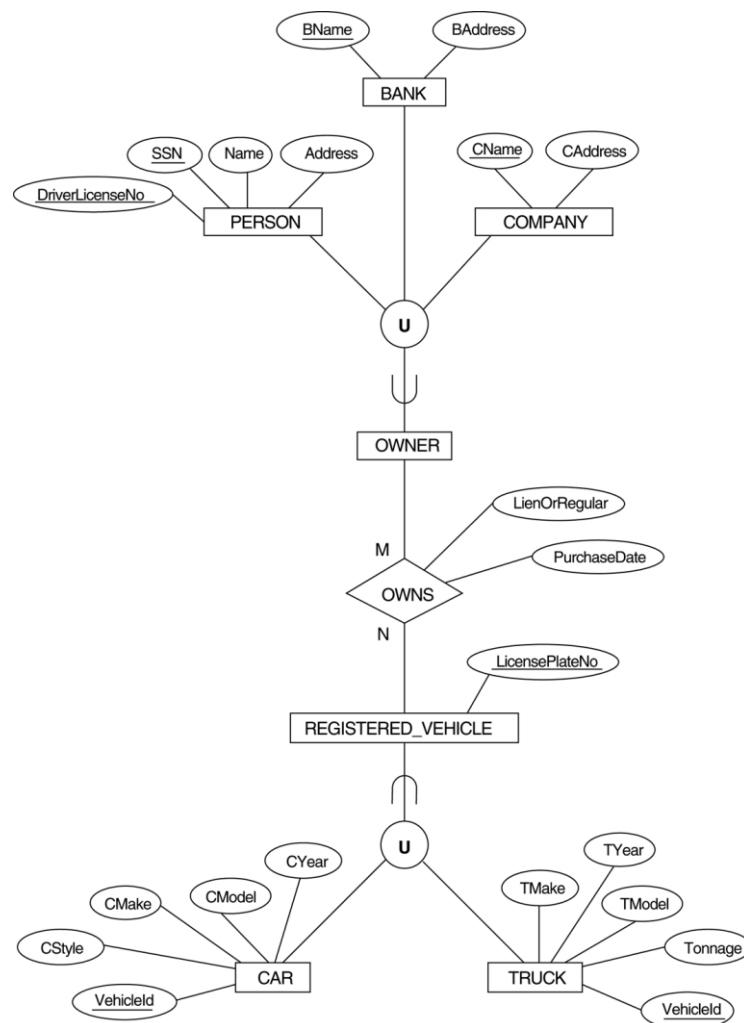 BName
BAddress
BANK
SSN
Name
Address
CName
CAddress
DriverLicenseNo
PERSON
COMPANY
U
OWNER
LienOrRegular
M
PurchaseDate
OWNS
N
LicensePlateNo
REGISTERED_VEHICLE
U
CYear
TYear
CModel
TMake
CMake
TModel
CStyle
Tonnage
CAR
TRUCK
VehicleId
VehicleId